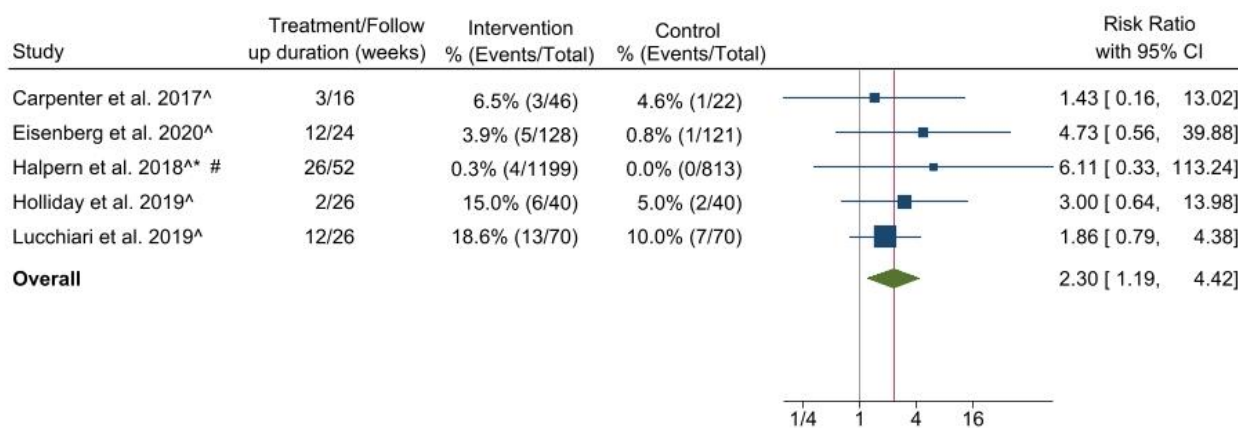 Study Treatment/Follow up duration (weeks) Intervention % (Events/Total) Control % (Events/Total) Risk Ratio with 95% CI
Carpenter et al. 2017^ 3/16 6.5% (3/46) 4.6% (1/22) 1.43 [ 0.16, 13.02]
Eisenberg et al. 2020^ 12/24 3.9% (5/128) 0.8% (1/121) 4.73 [ 0.56, 39.88]
Halpern et al. 2018^* # 26/52 0.3% (4/1199) 0.0% (0/813) 6.11 [ 0.33, 113.24]
Holliday et al. 2019^ 2/26 15.0% (6/40) 5.0% (2/40) 3.00 [ 0.64, 13.98]
Lucchiari et al. 2019^ 12/26 18.6% (13/70) 10.0% (7/70) 1.86 [ 0.79, 4.38]
Overall 2.30 [ 1.19, 4.42]
1/4 1 4 16